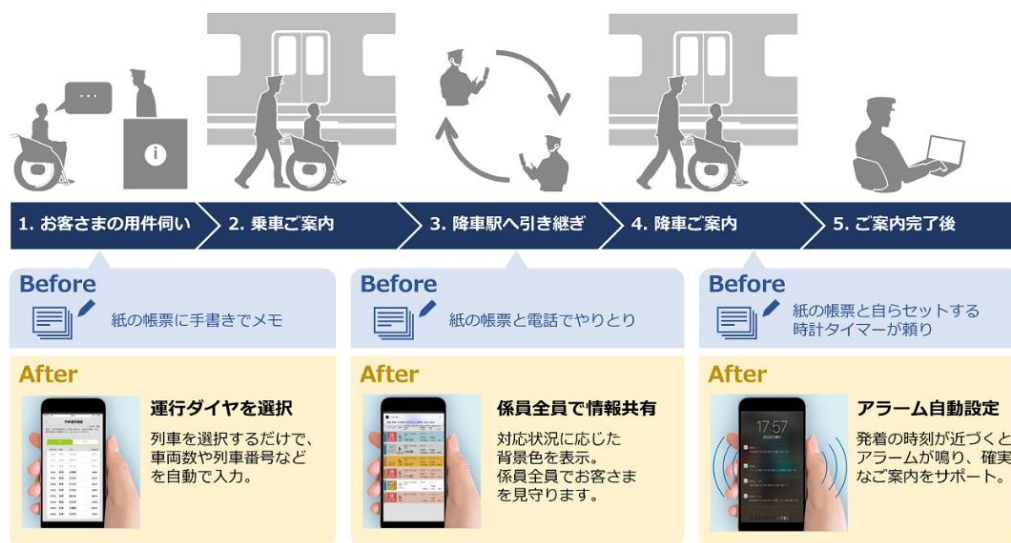 1. お客さまの用件伺い
2. 乗車ご案内
3. 降車駅へ引き継ぎ
4. 降車ご案内
5. ご案内完了後
Before
紙の帳票に手書きでメモ
After
運行ダイヤを選択
列車を選択するだけで、
車両数や列車番号など
を自動で入力。
Before
紙の帳票と電話でやりとり
After
係員全員で情報共有
対応状況に応じた
背景色を表示。
係員全員でお客さま
を見守ります。
Before
紙の帳票と自らセットする
時計タイマーが頼り
After
17:57
アラーム自動設定
発着の時刻が近づくと
アラームが鳴り、確実
なご案内をサポート。